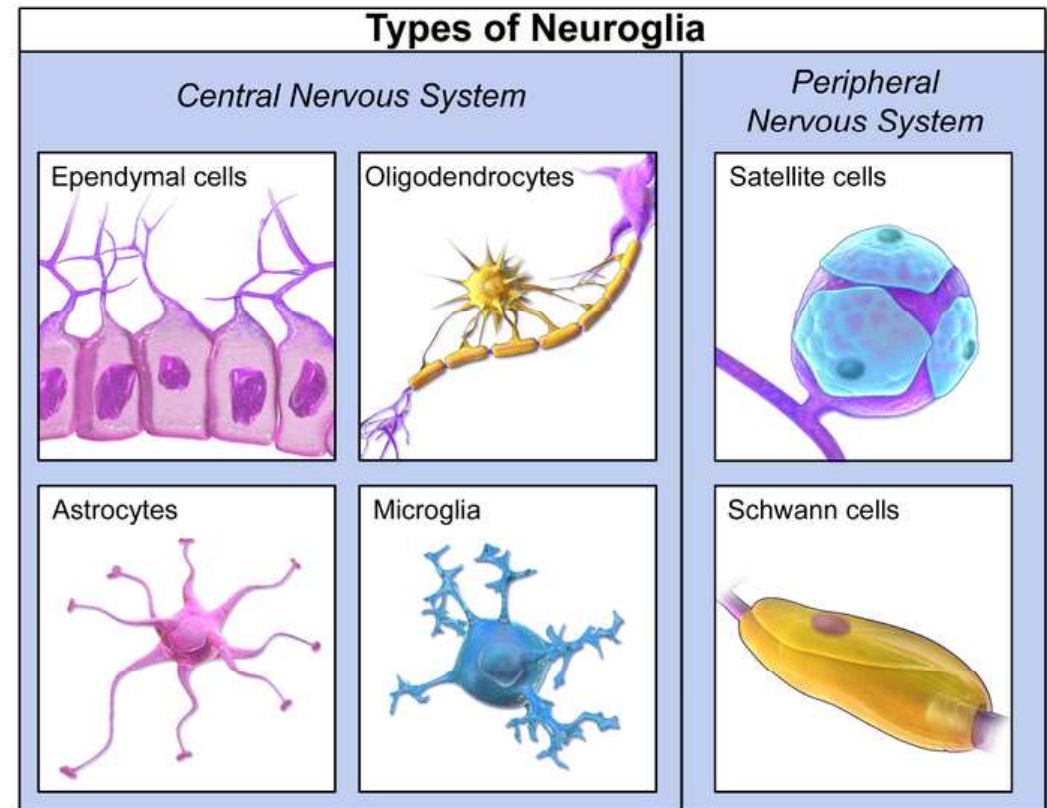 Types of Neuroglia
Central Nervous System
Peripheral
Nervous System
Ependymal cells
Oligodendrocytes
Satellite cells
Astrocytes
Microglia
Schwann cells